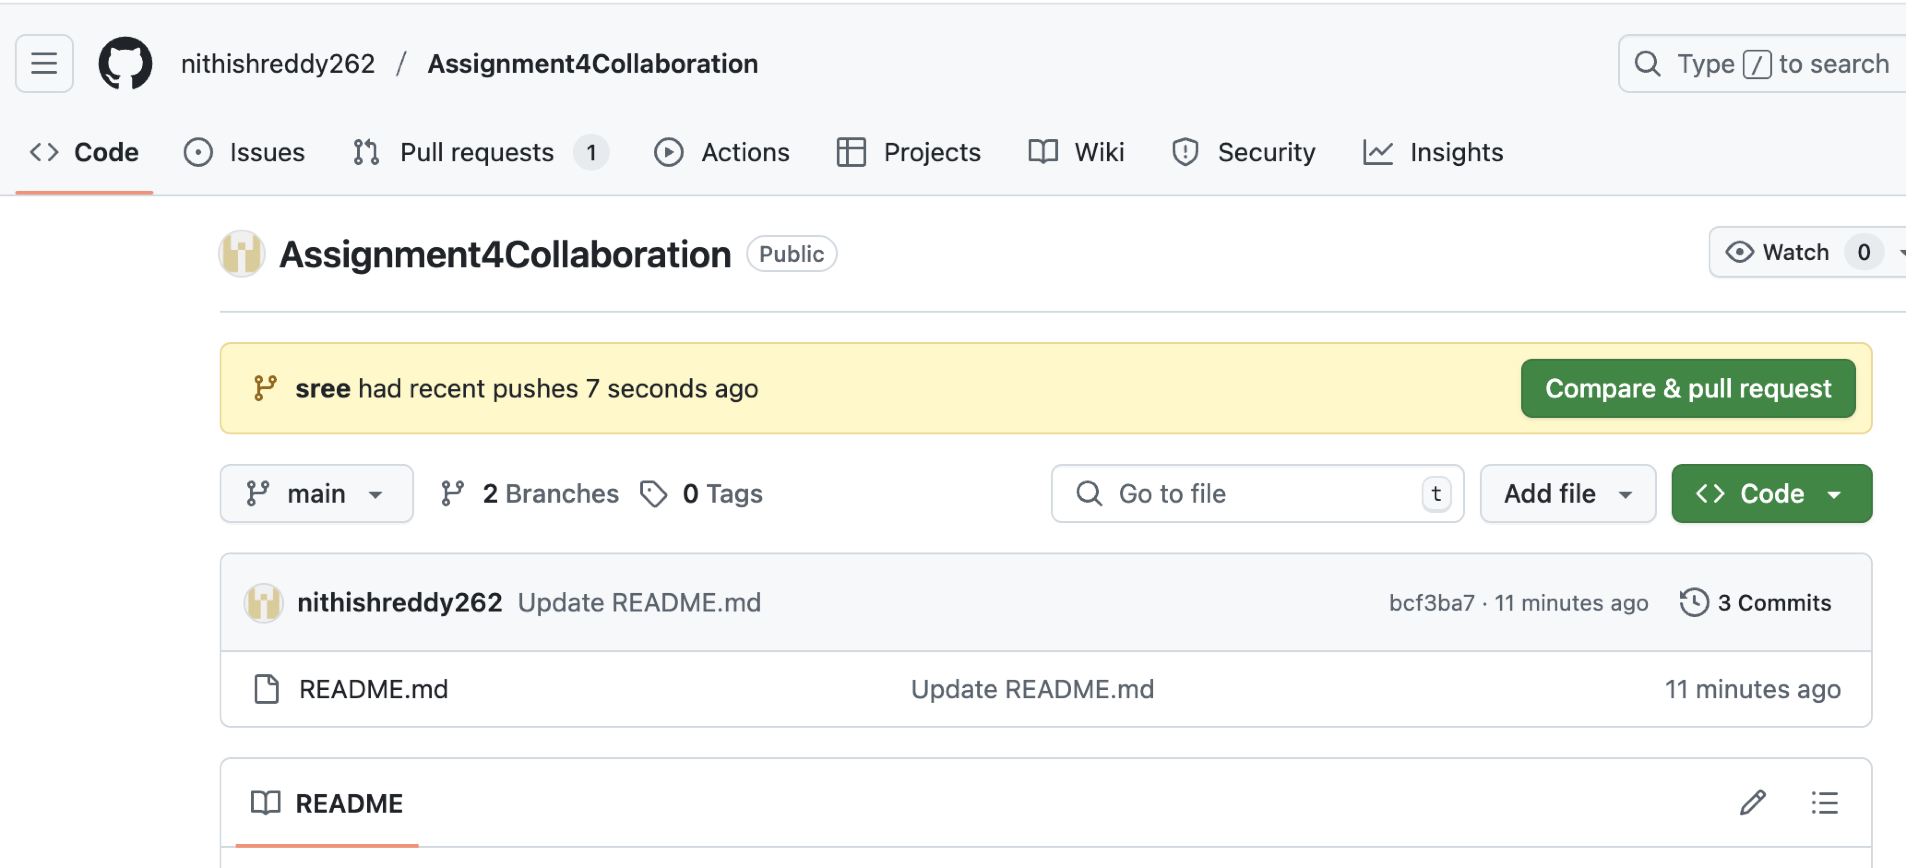 nithishreddy262 / Assignment4Collaboration Type / to search
Code Issues Pull requests 1 Actions Projects Wiki Security Insights
Assignment4Collaboration Public Watch 0
sree had recent pushes 7 seconds ago Compare & pull request
main 2 Branches 0 Tags Go to file t Add file Code
nithishreddy262 Update README.md bcf3ba7 · 11 minutes ago 3 Commits
README.md Update README.md 11 minutes ago
README